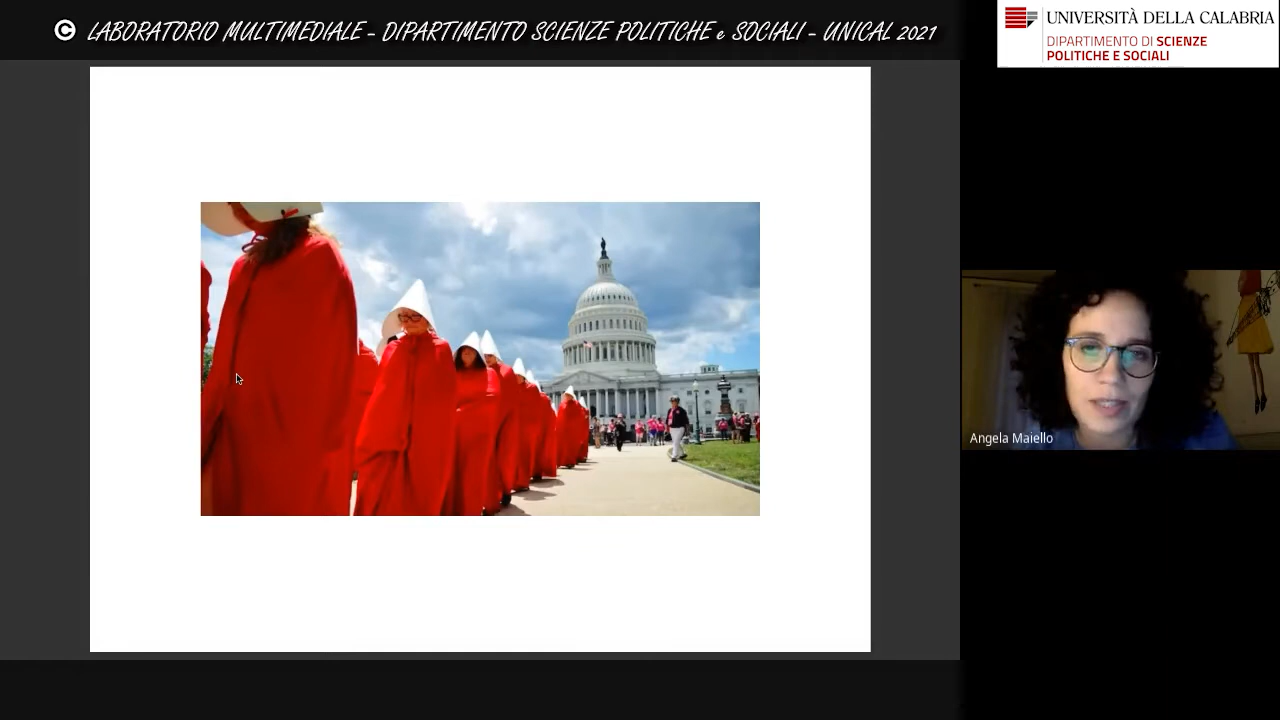 © LABORATORIO MULTIMEDIALE - DIPARTIMENTO SCIENZE POLITICHE e SOCIALI - UNICAL 2021
UNIVERSITÀ DELLA CALABRIA
DIPARTIMENTO DI SCIENZE
POLITICHE E SOCIALI
Angela Maiello